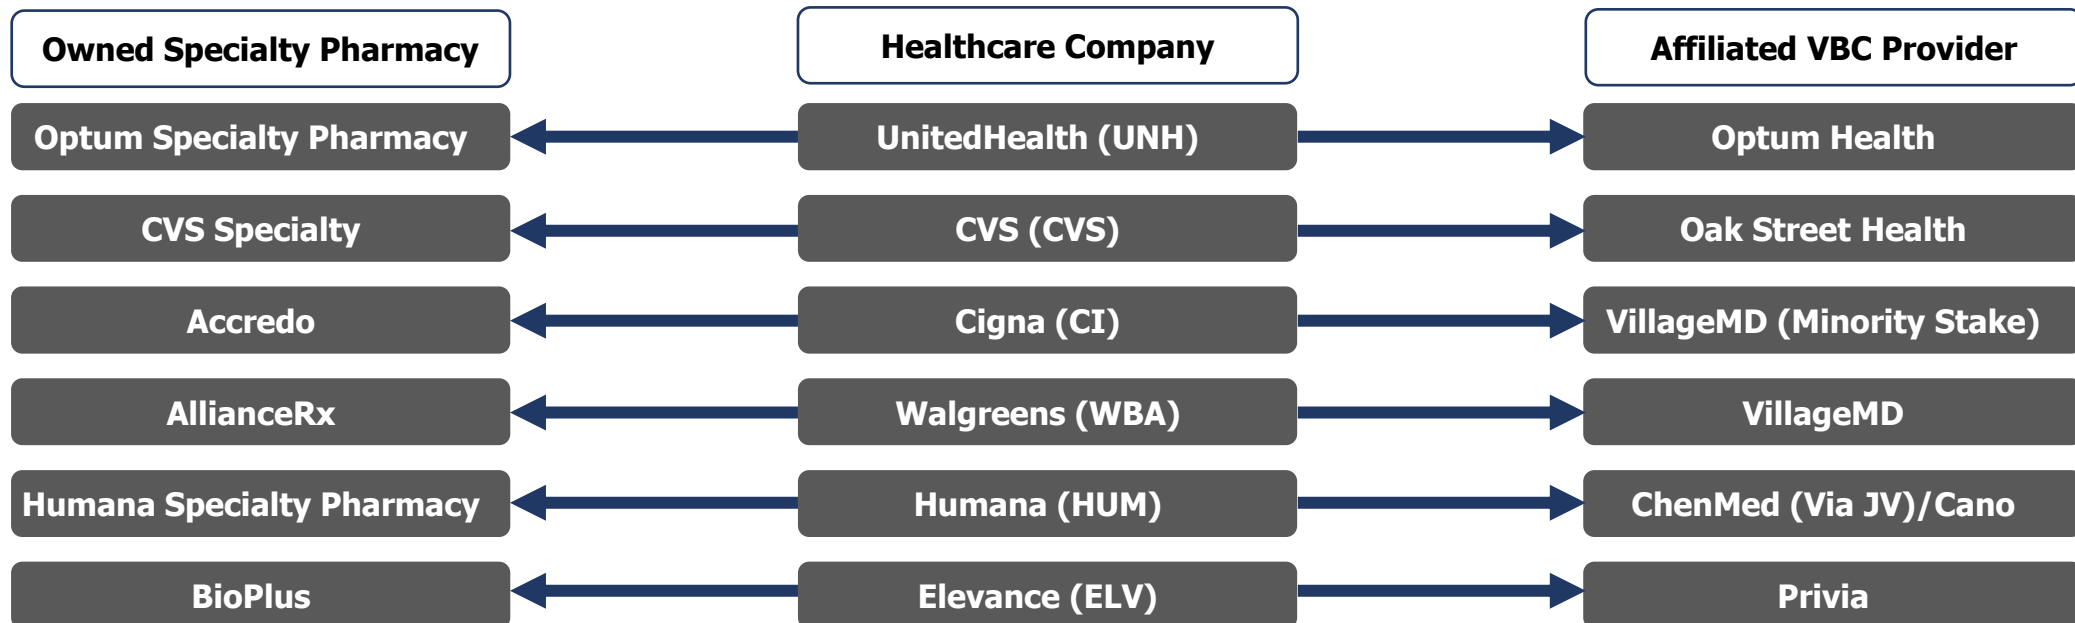 Owned Specialty Pharmacy
Healthcare Company
Affiliated VBC Provider
Optum Specialty Pharmacy
UnitedHealth (UNH)
Optum Health
CVS Specialty
CVS (CVS)
Oak Street Health
Accredo
Cigna (CI)
VillageMD (Minority Stake)
AllianceRx
Walgreens (WBA)
VillageMD
Humana Specialty Pharmacy
Humana (HUM)
ChenMed (Via JV)/Cano
BioPlus
Elevance (ELV)
Privia